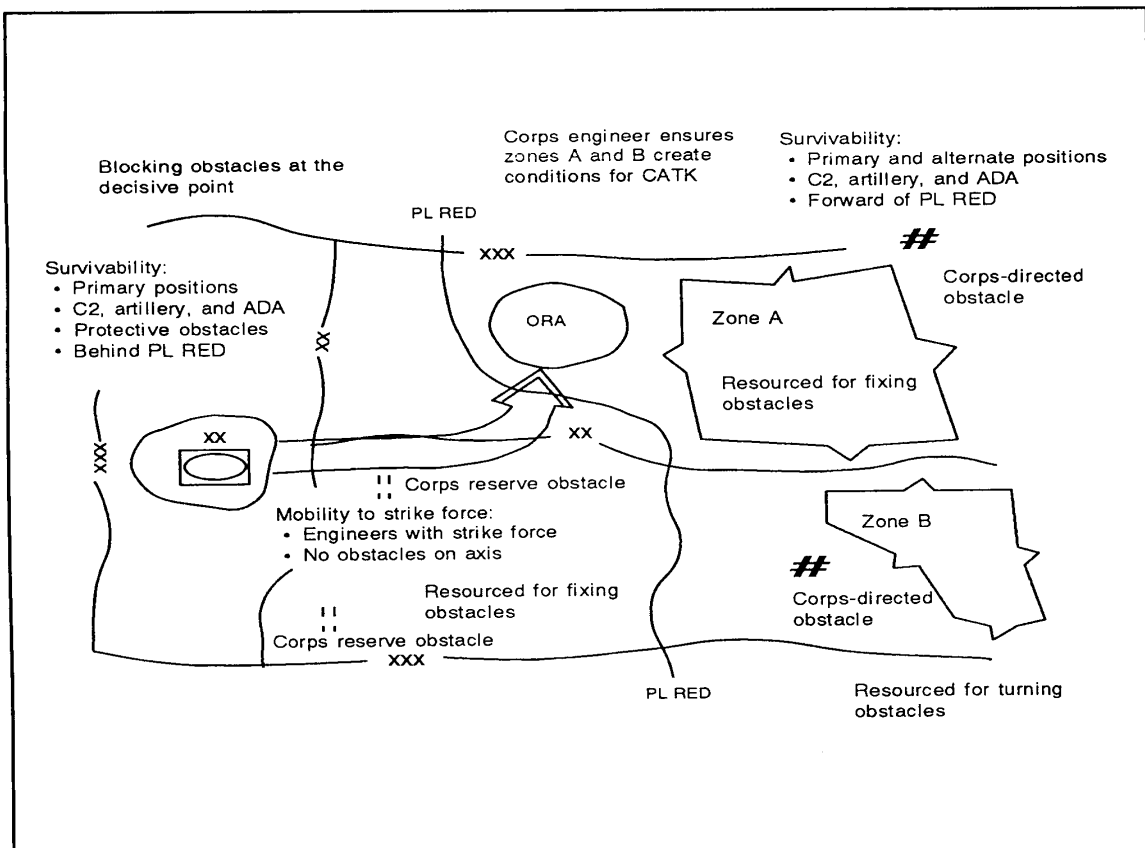 Blocking obstacles at the
decisive point
Corps engineer ensures
zones A and B create
conditions for CATK
Survivability:
• Primary and alternate positions
• C2, artillery, and ADA
• Forward of PL RED
PL RED
XXX
Corps-directed
obstacle
Survivability:
• Primary positions
• C2, artillery, and ADA
• Protective obstacles
• Behind PL RED
XX
ORA
Zone A
Resourced for fixing
obstacles
XXX
XX
XX
Corps reserve obstacle
Mobility to strike force:
• Engineers with strike force
• No obstacles on axis
Zone B
Corps-directed
obstacle
Resourced for fixing
obstacles
Corps reserve obstacle
XXX
PL RED
Resourced for turning
obstacles